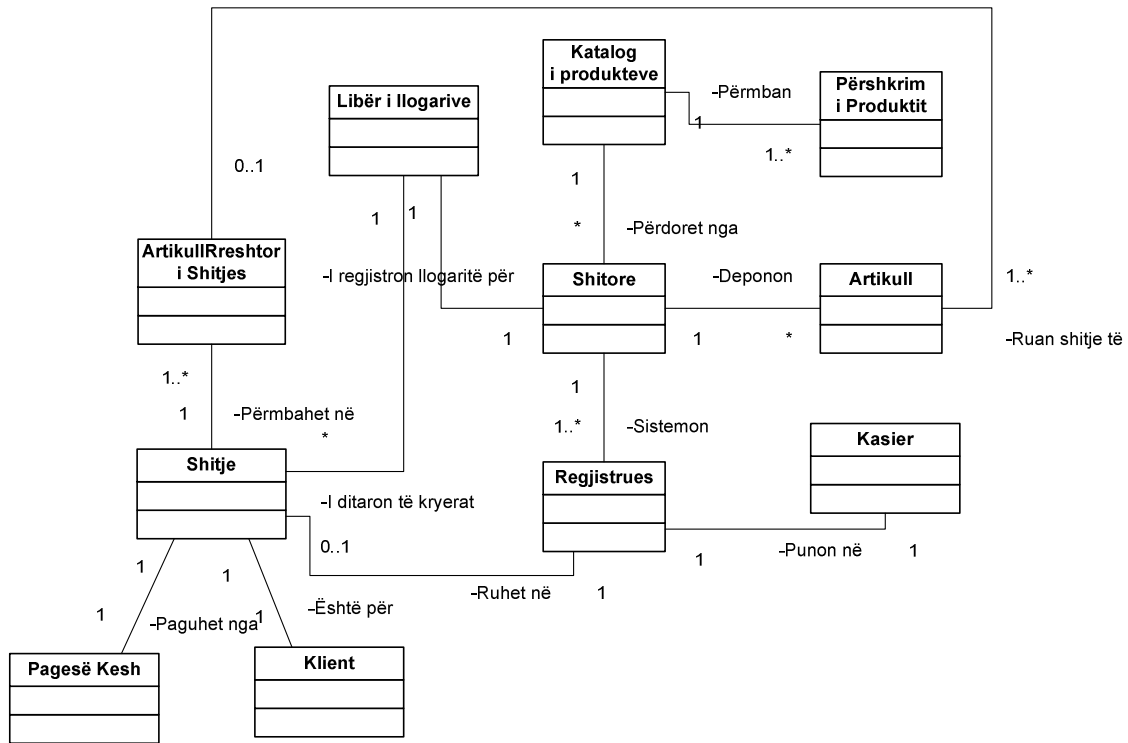 Katalog
i produkteve
Përshkrim
i Produktit
-Përmban
1
1..*
Libër i llogarive
0..1
1
1
1
*
-Përdoret nga
ArtikullRreshtor
i Shitjes
-I regjistron llogaritë për
Shitore
-Deponon
Artikull
1..*
1
1
*
-Ruan shitje të
1..*
1
-Përmbahet në
*
1
1..*
-Sistemon
Kasier
Shitje
Regjistrues
-I ditaron të kryerat
0..1
1
-Punon në
1
1
1
-Ruhet në
1
1
-Paguhet nga
1
-Është për
Pagesë Kesh
Klient